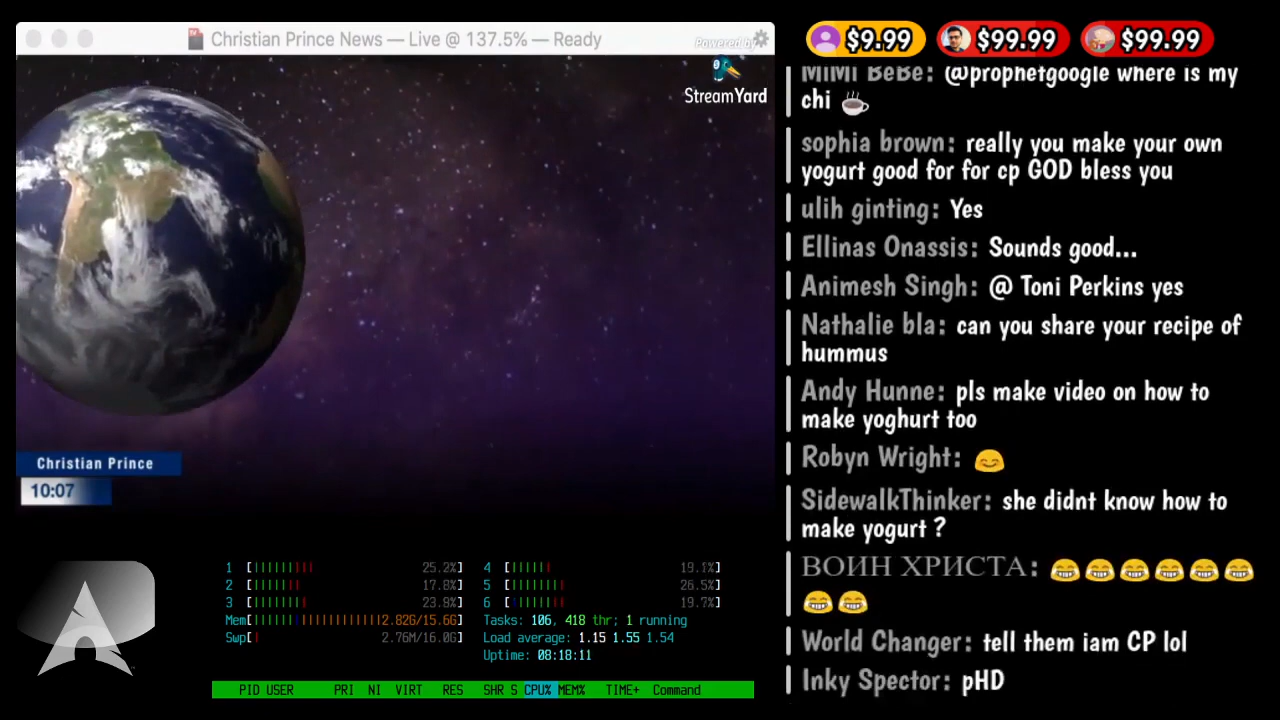 Christian Prince News — Live @ 137.5% — Ready
Powered by
StreamYard
Christian Prince
10:07
1 [ 25.2%]
2 [ 17.8%]
3 [ 23.8%]
Mem[ 2.82G/15.6G]
Swp[ 2.76M/16.0G]
4 [ 19.1%]
5 [ 26.5%]
6 [ 19.7%]
Tasks: 106, 418 thr; 1 running
Load average: 1.15 1.55 1.54
Uptime: 08:18:11
PID USER PRI NI VIRT RES SHR S CPU% MEM% TIME+ Command
$9.99 $99.99 $99.99
MiMi BeBe: @prophetgoogle where is my
chi ☕
sophia brown: really you make your own
yogurt good for for cp GOD bless you
ulih ginting: Yes
Ellinas Onassis: Sounds good...
Animesh Singh: @ Toni Perkins yes
Nathalie bla: can you share your recipe of
hummus
Andy Hunne: pls make video on how to
make yoghurt too
Robyn Wright: 😊
SidewalkThinker: she didnt know how to
make yogurt ?
ВОИН ХРИСТА: 😂😂😂😂😂😂
😂😂
World Changer: tell them iam CP lol
Inky Spector: pHD